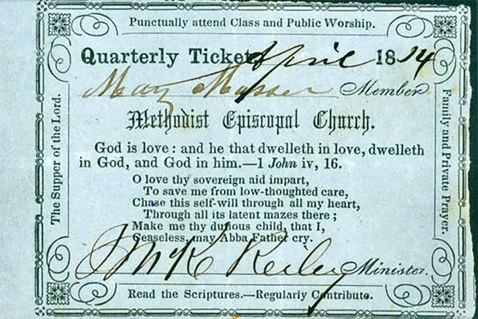 Punctually attend Class and Public Worship.
Quarterly Ticket April 18
Mary Member
Methodist Episcopal Church.
God is love: and he that dwelleth in love, dwelleth
in God, and God in him.—1 John iv, 16.
O love thy sovereign aid impart,
To save me from low-thoughted care,
Chase this self-will through all my heart,
Through all its latent mazes there;
Make me thy duteous child, that I,
Ceaseless, may Abba Father cry.
Minister.
Read the Scriptures.—Regularly Contribute.
The Supper of the Lord.
Family and Private Prayer.